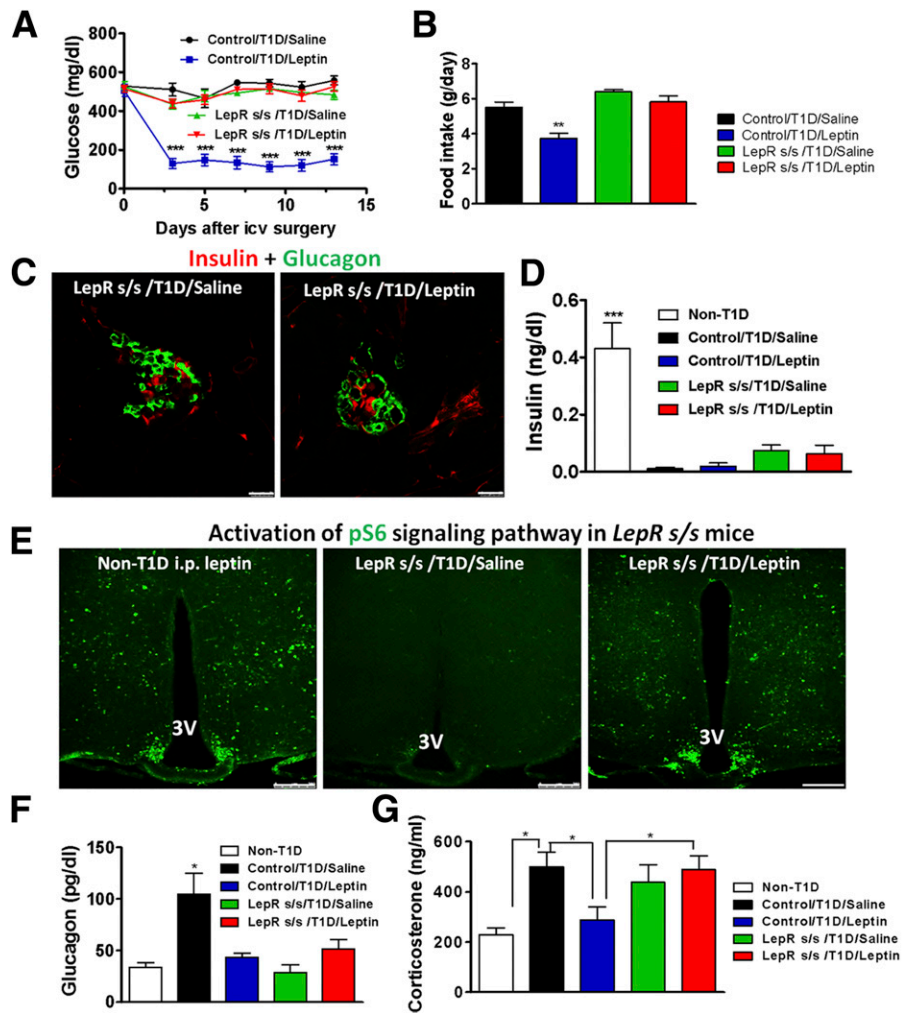 A
Glucose (mg/dl)
800
600
400
200
0
Control/T1D/Saline
Control/T1D/Leptin
LepR s/s /T1D/Saline
LepR s/s /T1D/Leptin
*** *** *** *** *** ***
0 5 10 15
Days after icv surgery
B
Food intake (g/day)
8
6
4
2
0
**
Control/T1D/Saline
Control/T1D/Leptin
LepR s/s /T1D/Saline
LepR s/s /T1D/Leptin
C
Insulin + Glucagon
LepR s/s /T1D/Saline
LepR s/s /T1D/Leptin
D
Insulin (ng/dl)
0.6
0.4
0.2
0.0
***
Non-T1D
Control/T1D/Saline
Control/T1D/Leptin
LepR s/s/T1D/Saline
LepR s/s /T1D/Leptin
E
Activation of pS6 signaling pathway in LepR s/s mice
Non-T1D i.p. leptin
LepR s/s /T1D/Saline
LepR s/s /T1D/Leptin
3V
3V
3V
F
Glucagon (pg/dl)
150
100
50
0
*
Non-T1D
Control/T1D/Saline
Control/T1D/Leptin
LepR s/s/T1D/Saline
LepR s/s /T1D/Leptin
G
Corticosterone (ng/ml)
600
400
200
0
* * *
Non-T1D
Control/T1D/Saline
Control/T1D/Leptin
LepR s/s /T1D/Saline
LepR s/s /T1D/Leptin